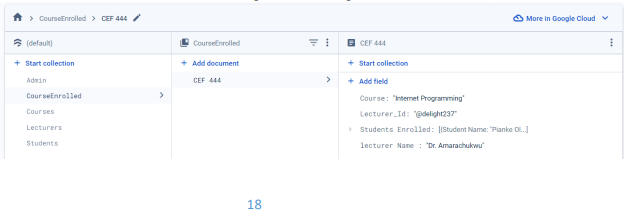 CourseEnrolled > CEF 444
More in Google Cloud
(default)
CourseEnrolled
CEF 444
+ Start collection
+ Add document
+ Start collection
Admin
CEF 444
+ Add field
CourseEnrolled
Course: "Internet Programming"
Courses
Lecturer_Id: "@delight237"
Lecturers
Students Enrolled: [{Student Name: "Pianke Ol...]
Students
lecturer Name : "Dr. Amarachukwu"
18